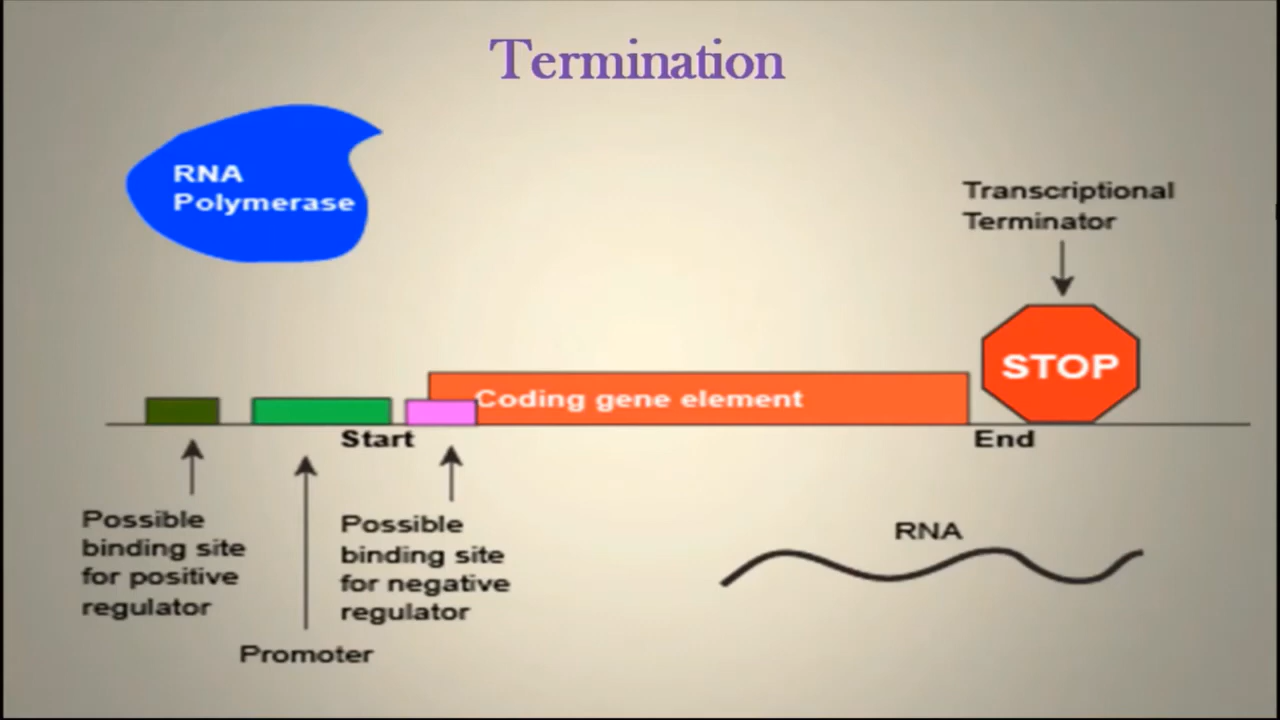 Termination
RNA
Polymerase
Transcriptional
Terminator
STOP
Coding gene element
Start
End
Possible
binding site
for positive
regulator
Possible
binding site
for negative
regulator
RNA
Promoter